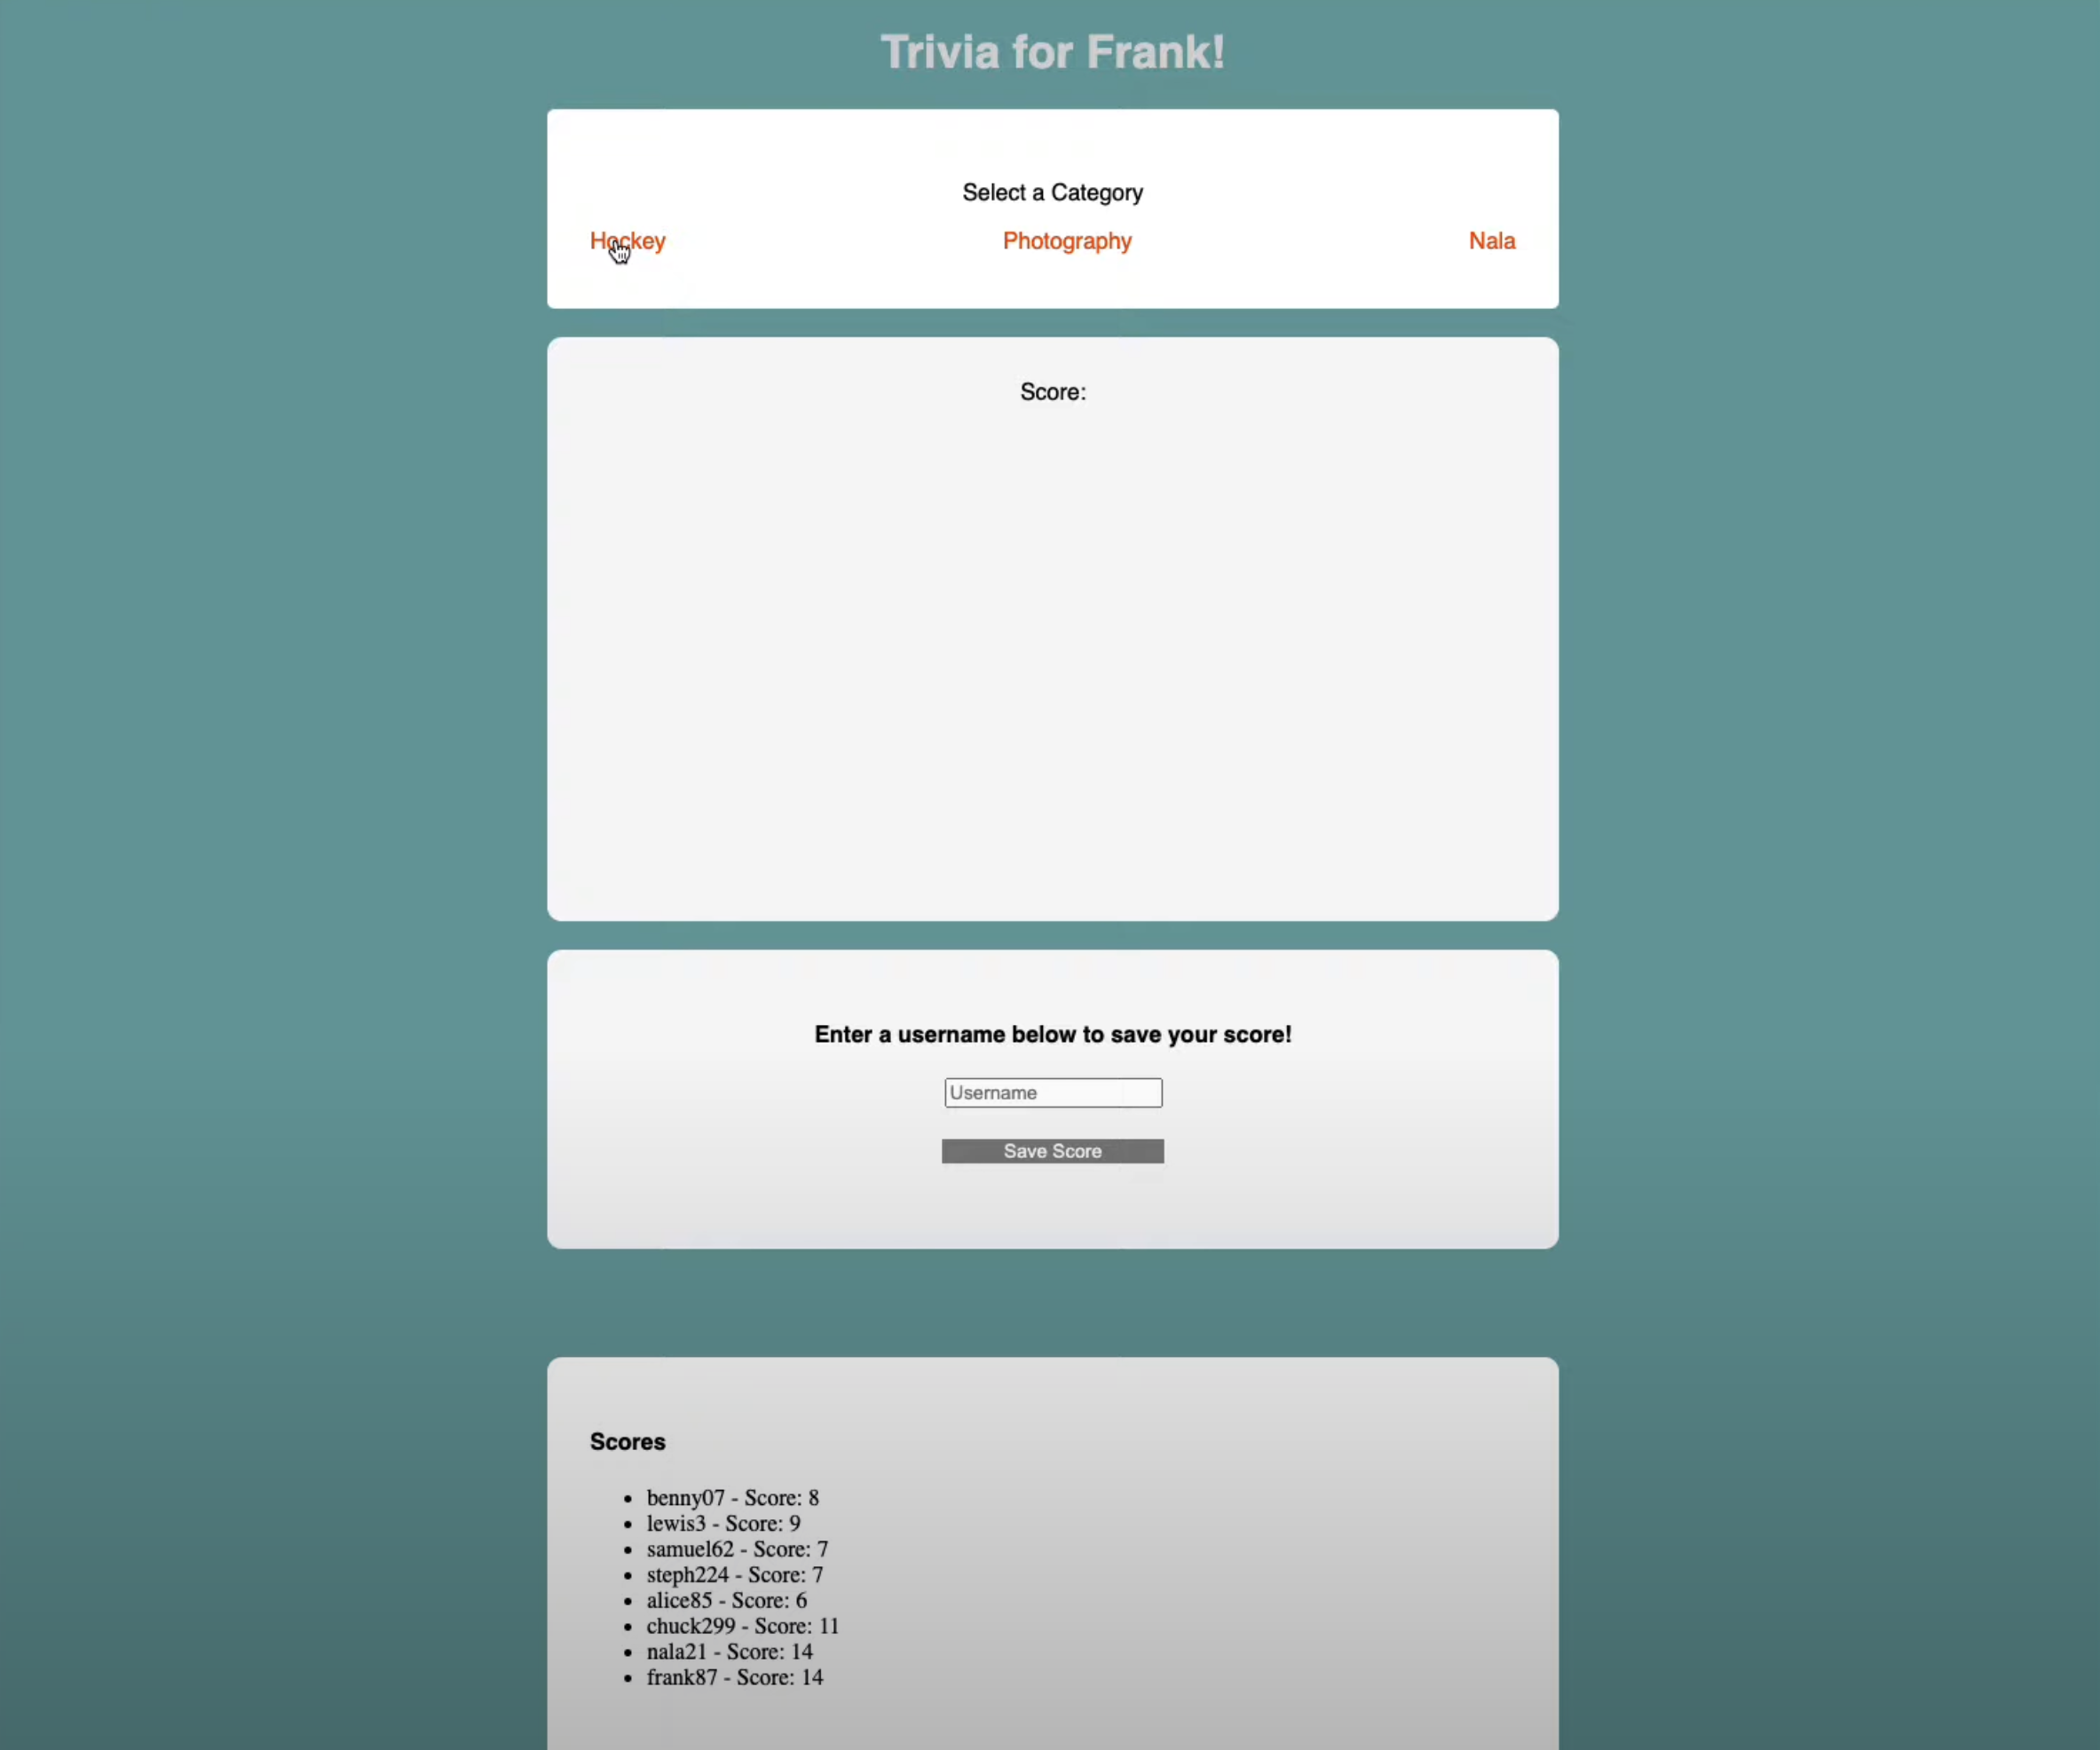 Trivia for Frank!
Select a Category
Hockey Photography Nala
Score:
Enter a username below to save your score!
Username
Save Score
Scores
• benny07 - Score: 8
• lewis3 - Score: 9
• samuel62 - Score: 7
• steph224 - Score: 7
• alice85 - Score: 6
• chuck299 - Score: 11
• nala21 - Score: 14
• frank87 - Score: 14